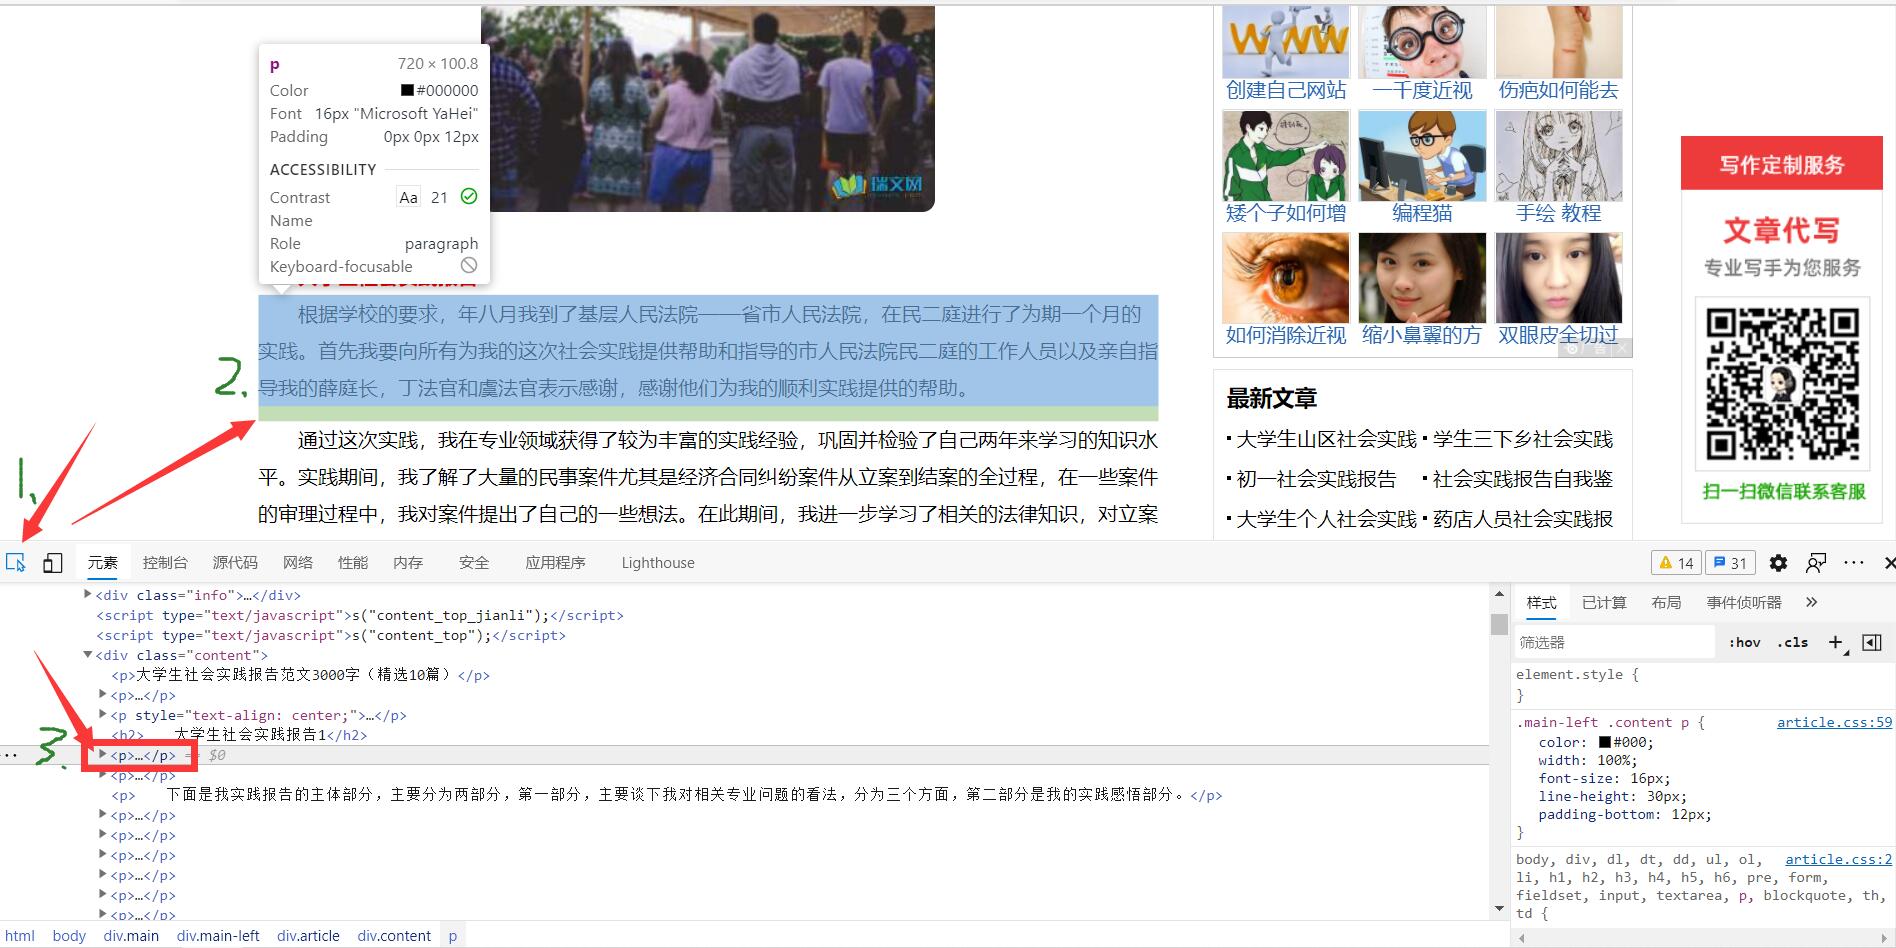 p 720 × 100.8
Color #000000
Font 16px "Microsoft YaHei"
Padding 0px 0px 12px
ACCESSIBILITY
Contrast Aa 21
Name
Role paragraph
Keyboard-focusable
瑞文网
根据学校的要求，年八月我到了基层人民法院——省市人民法院，在民二庭进行了为期一个月的
实践。首先我要向所有为我的这次社会实践提供帮助和指导的市人民法院民二庭的工作人员以及亲自指
导我的薛庭长，丁法官和虞法官表示感谢，感谢他们为我的顺利实践提供的帮助。
通过这次实践，我在专业领域获得了较为丰富的实践经验，巩固并检验了自己两年来学习的知识水
平。实践期间，我了解了大量的民事案件尤其是经济合同纠纷案件从立案到结案的全过程，在一些案件
的审理过程中，我对案件提出了自己的一些想法。在此期间，我进一步学习了相关的法律知识，对立案
1.
2.
3.
WWW
创建自己网站 一千度近视 伤疤如何能去
矮个子如何增 编程猫 手绘 教程
如何消除近视 缩小鼻翼的方 双眼皮全切过
最新文章
大学生山区社会实践 学生三下乡社会实践
初一社会实践报告 社会实践报告自我鉴
大学生个人社会实践 药店人员社会实践报
写作定制服务
文章代写
专业写手为您服务
扫一扫微信联系客服
元素 控制台 源代码 网络 性能 内存 安全 应用程序 Lighthouse 14 31
<div class="info">…</div>
<script type="text/javascript">s("content_top_jianli");</script>
<script type="text/javascript">s("content_top");</script>
<div class="content">
<p>大学生社会实践报告范文3000字（精选10篇）</p>
<p>…</p>
<p style="text-align: center;">…</p>
<h2> 大学生社会实践报告1</h2>
<p>…</p> == $0
<p>…</p>
<p> 下面是我实践报告的主体部分，主要分为两部分，第一部分，主要谈下我对相关专业问题的看法，分为三个方面，第二部分是我的实践感悟部分。</p>
<p>…</p>
<p>…</p>
<p>…</p>
<p>…</p>
<p>…</p>
<p>…</p>
html body div.main div.main-left div.article div.content p
样式 已计算 布局 事件侦听器 »
筛选器 :hov .cls +
element.style {
}
.main-left .content p { article.css:59
color: #000;
width: 100%;
font-size: 16px;
line-height: 30px;
padding-bottom: 12px;
}
body, div, dl, dt, dd, ul, ol, article.css:2
li, h1, h2, h3, h4, h5, h6, pre, form,
fieldset, input, textarea, p, blockquote, th,
td {